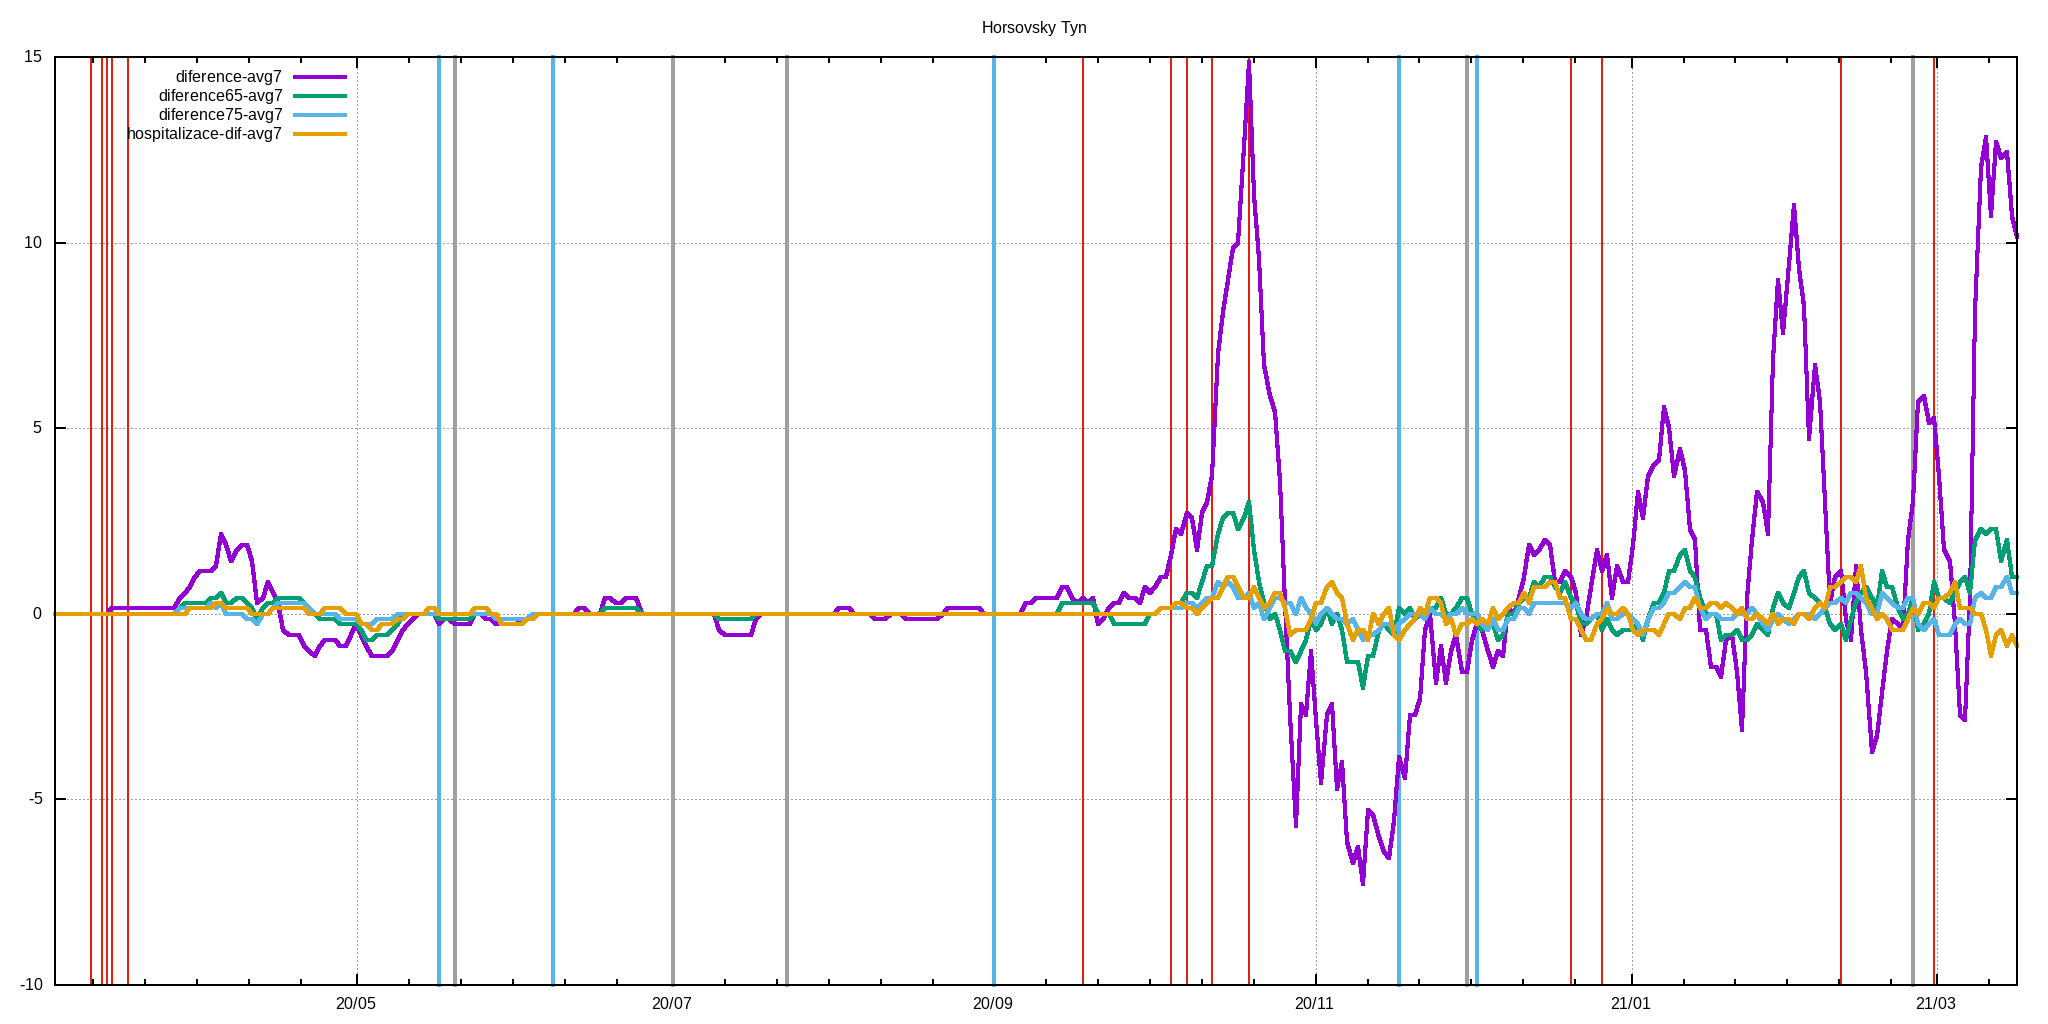 Horsovsky Tyn
diference-avg7
diference65-avg7
diference75-avg7
hospitalizace-dif-avg7
15
10
5
0
-5
-10
20/05 20/07 20/09 20/11 21/01 21/03